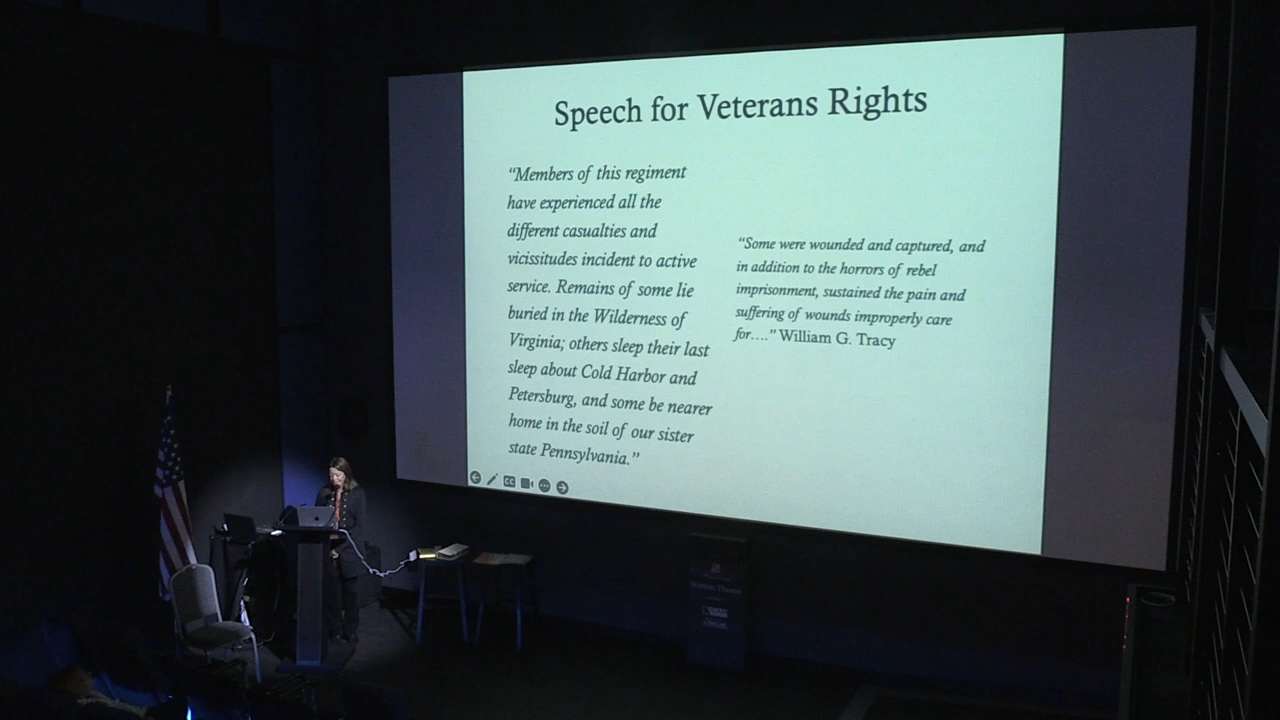 Speech for Veterans Rights
“Members of this regiment
have experienced all the
different casualties and
vicissitudes incident to active
service. Remains of some lie
buried in the Wilderness of
Virginia; others sleep their last
sleep about Cold Harbor and
Petersburg, and some be nearer
home in the soil of our sister
state Pennsylvania.”
“Some were wounded and captured, and
in addition to the horrors of rebel
imprisonment, sustained the pain and
suffering of wounds improperly care
for….” William G. Tracy